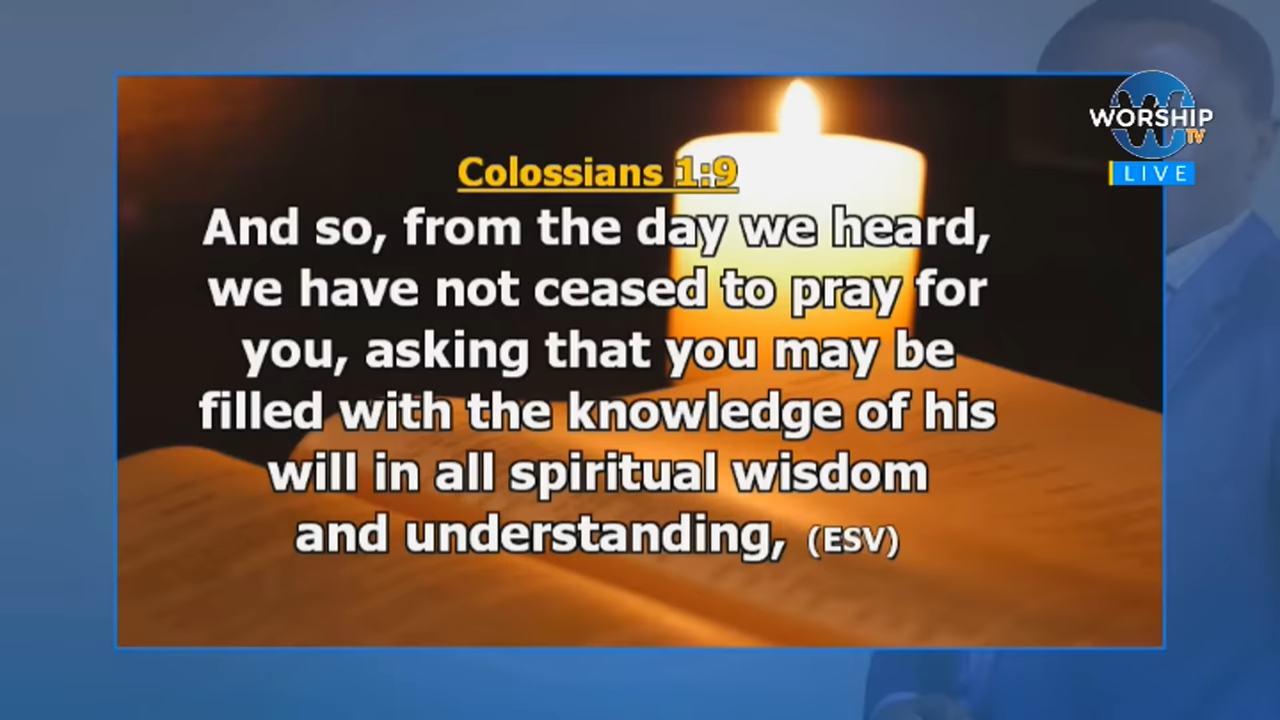 WORSHIP
TV
LIVE
Colossians 1:9
And so, from the day we heard,
we have not ceased to pray for
you, asking that you may be
filled with the knowledge of his
will in all spiritual wisdom
and understanding, (ESV)